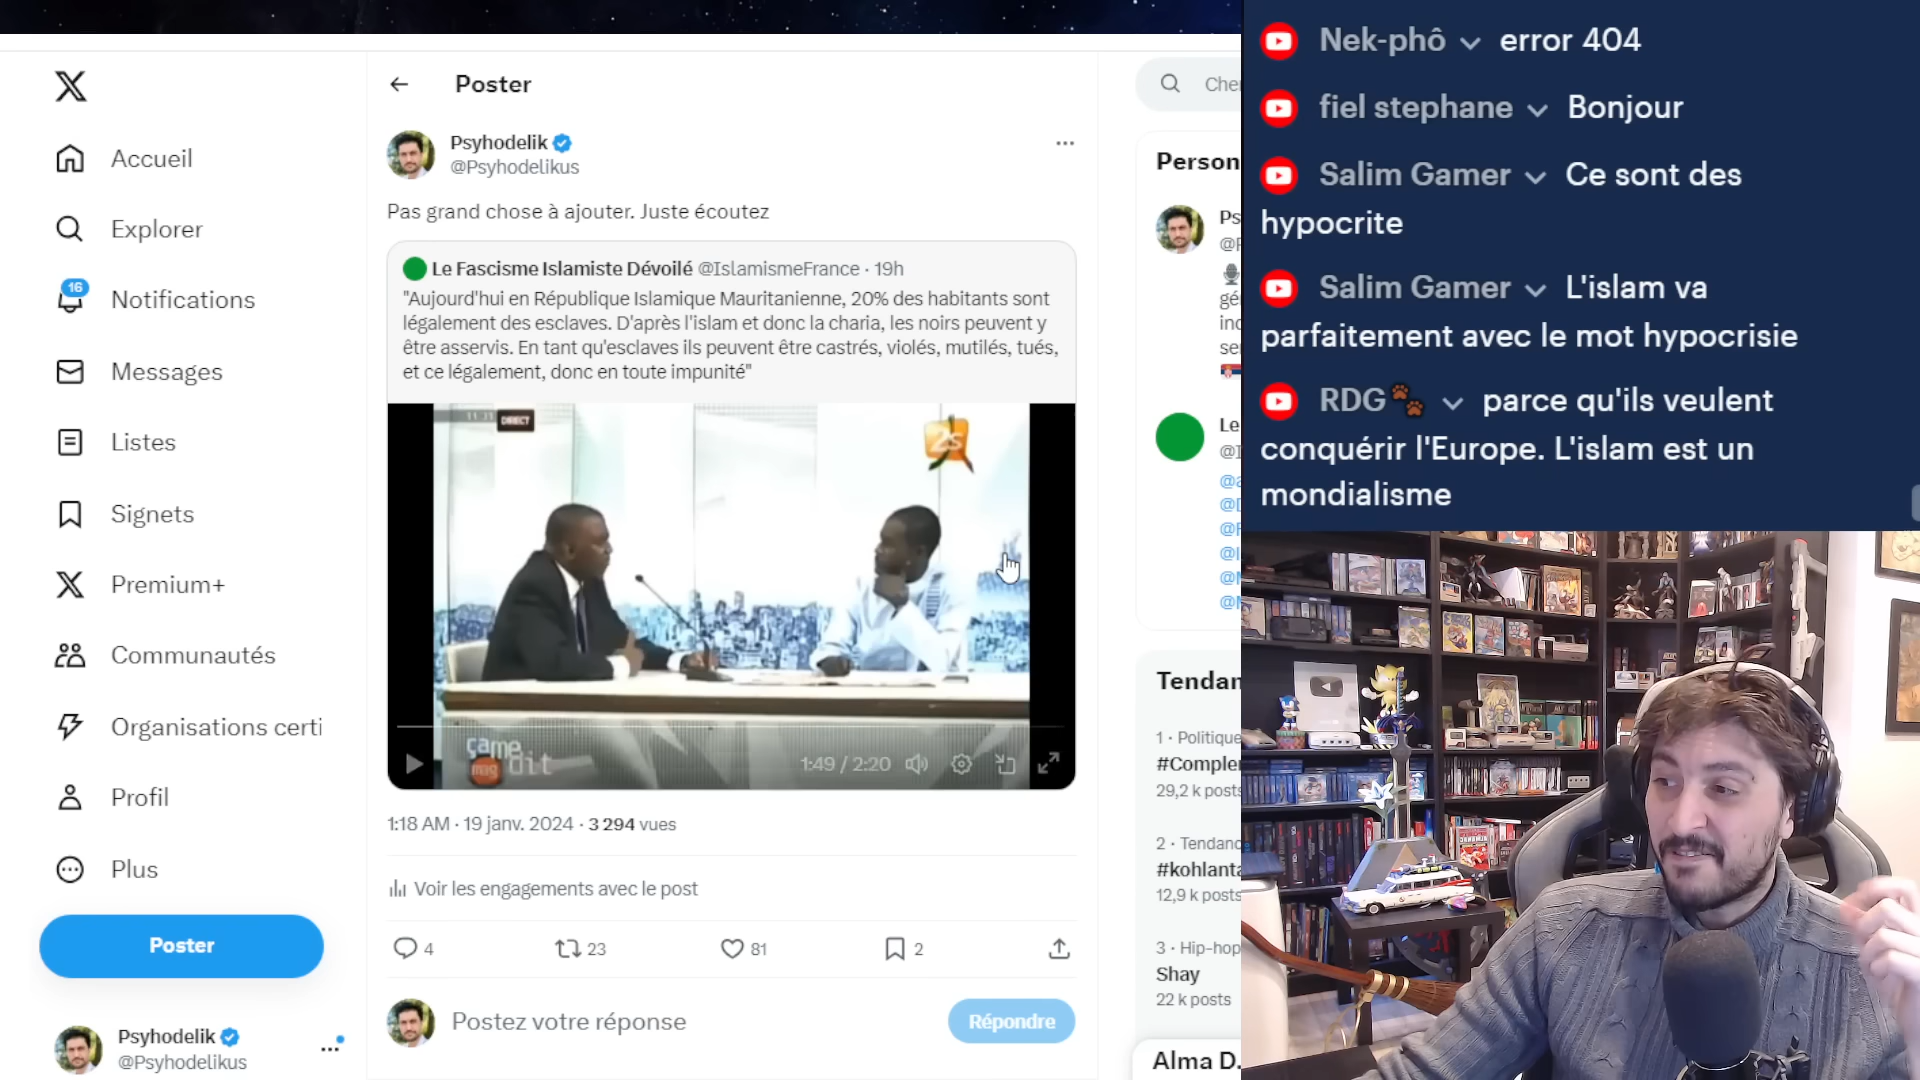 Poster
Psyhodelik
@Psyhodelikus
Pas grand chose à ajouter. Juste écoutez
Le Fascisme Islamiste Dévoilé @IslamismeFrance · 19h
"Aujourd'hui en République Islamique Mauritanienne, 20% des habitants sont
légalement des esclaves. D'après l'islam et donc la charia, les noirs peuvent y
être asservis. En tant qu'esclaves ils peuvent être castrés, violés, mutilés, tués,
et ce légalement, donc en toute impunité"
DIRECT
2s
ça me
mag dit
1:49 / 2:20
1:18 AM · 19 janv. 2024 · 3 294 vues
Voir les engagements avec le post
4
23
81
2
Postez votre réponse
Répondre
Accueil
Explorer
16
Notifications
Messages
Listes
Signets
Premium+
Communautés
Organisations certi
Profil
Plus
Poster
Psyhodelik
@Psyhodelikus
Cher
Person
Ps
Le
Tendan
1 · Politique
#Complen
29,2 k posts
2 · Tendanc
#kohlanta
12,9 k posts
3 · Hip-hop
Shay
22 k posts
Alma D.
Nek-phô error 404
fiel stephane Bonjour
Salim Gamer Ce sont des
hypocrite
Salim Gamer L'islam va
parfaitement avec le mot hypocrisie
RDG parce qu'ils veulent
conquérir l'Europe. L'islam est un
mondialisme